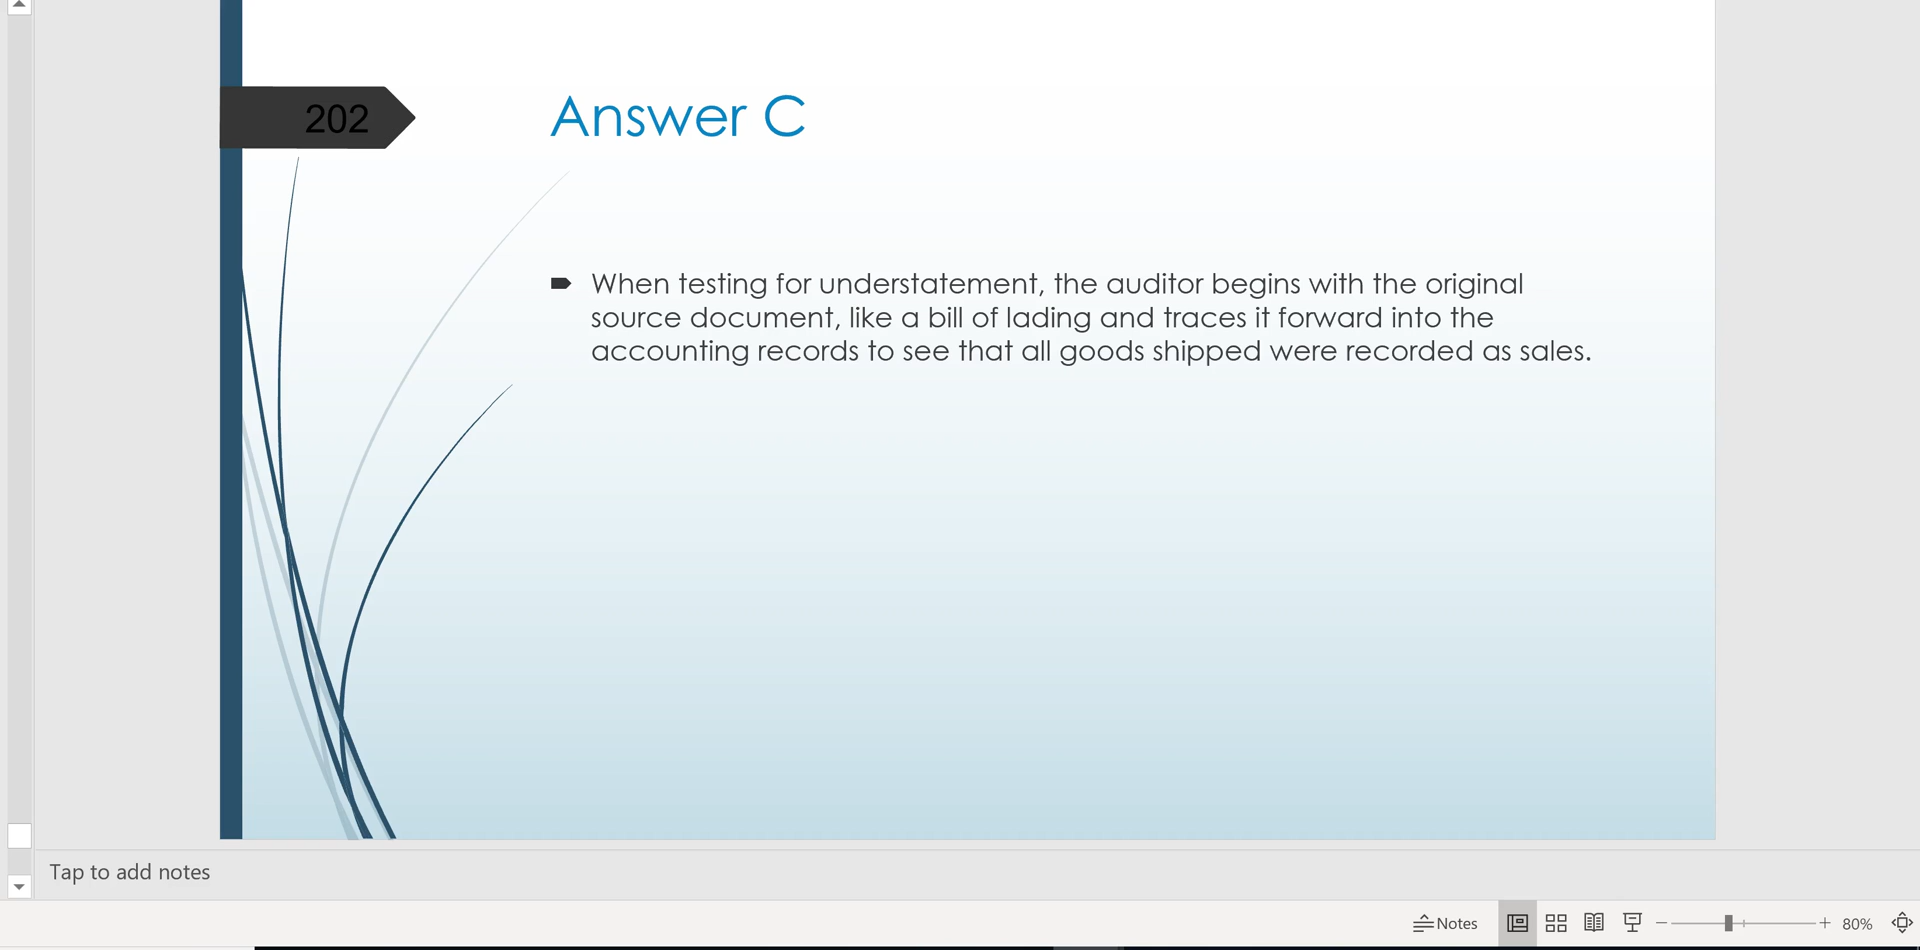 202
Answer C
When testing for understatement, the auditor begins with the original
source document, like a bill of lading and traces it forward into the
accounting records to see that all goods shipped were recorded as sales.
Tap to add notes
Notes
80%